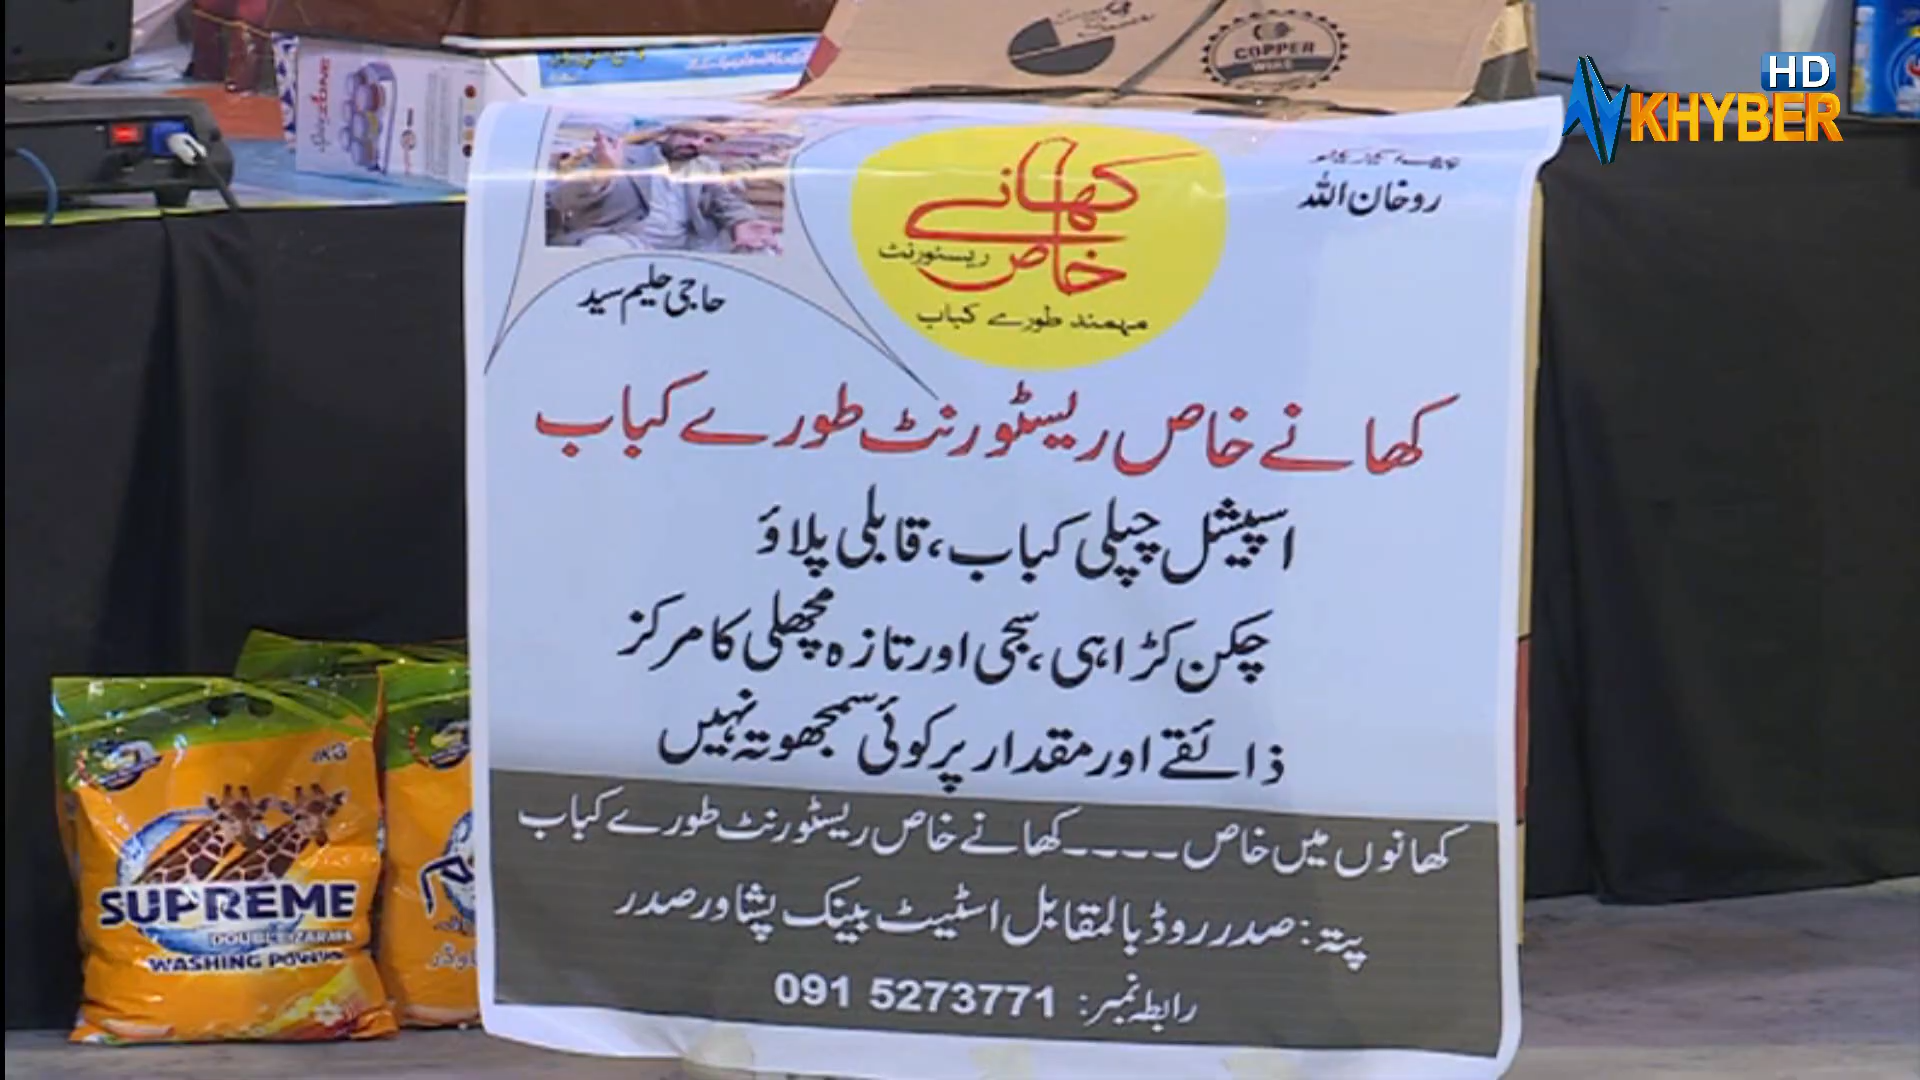 HD
KHYBER
COPPER
WIRE
روخان اللہ
کھانے
خاص
ریسٹورنٹ
مہمند طورے کباب
حاجی حلیم سید
کھانے خاص ریسٹورنٹ طورے کباب
اسپیشل چپلی کباب، قابلی پلاؤ
چکن کڑاہی، سجی اور تازہ مچھلی کا مرکز
ذائقے اور مقدار پر کوئی سمجھوتہ نہیں
کھانوں میں خاص ۔۔۔۔ کھانے خاص ریسٹورنٹ طورے کباب
پتہ: صدر روڈ بالمقابل اسٹیٹ بینک پشاور صدر
رابطہ نمبر: 091 5273771
SUPREME
WASHING POWDER